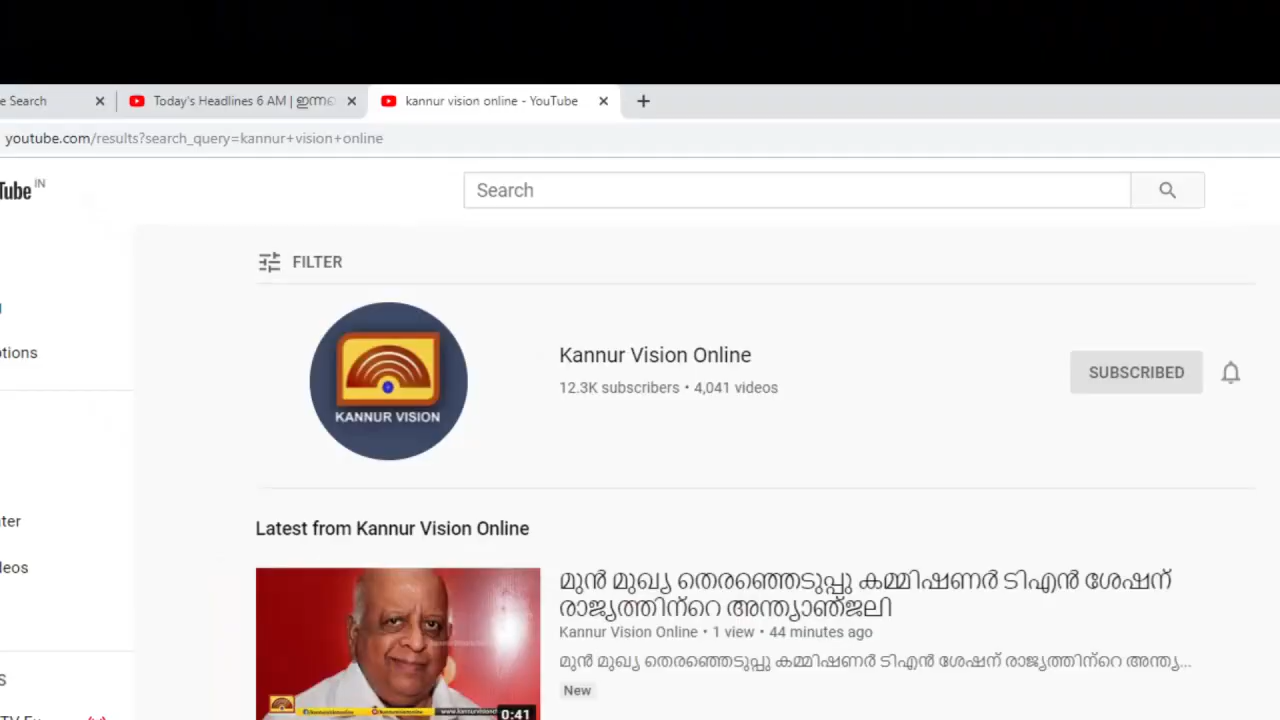 e Search
Today's Headlines 6 AM | ഇന്നെ
kannur vision online - YouTube
youtube.com/results?search_query=kannur+vision+online
Tube IN
Search
FILTER
KANNUR VISION
Kannur Vision Online
12.3K subscribers • 4,041 videos
SUBSCRIBED
otions
ter
leos
S
Latest from Kannur Vision Online
മുൻ മുഖ്യ തെരഞ്ഞെടുപ്പു കമ്മിഷണർ ടിഎൻ ശേഷന്
രാജ്യത്തിന്റെ അന്ത്യാഞ്ജലി
Kannur Vision Online • 1 view • 44 minutes ago
മുൻ മുഖ്യ തെരഞ്ഞെടുപ്പു കമ്മിഷണർ ടിഎൻ ശേഷന് രാജ്യത്തിന്റെ അന്ത്യ...
New
0:41